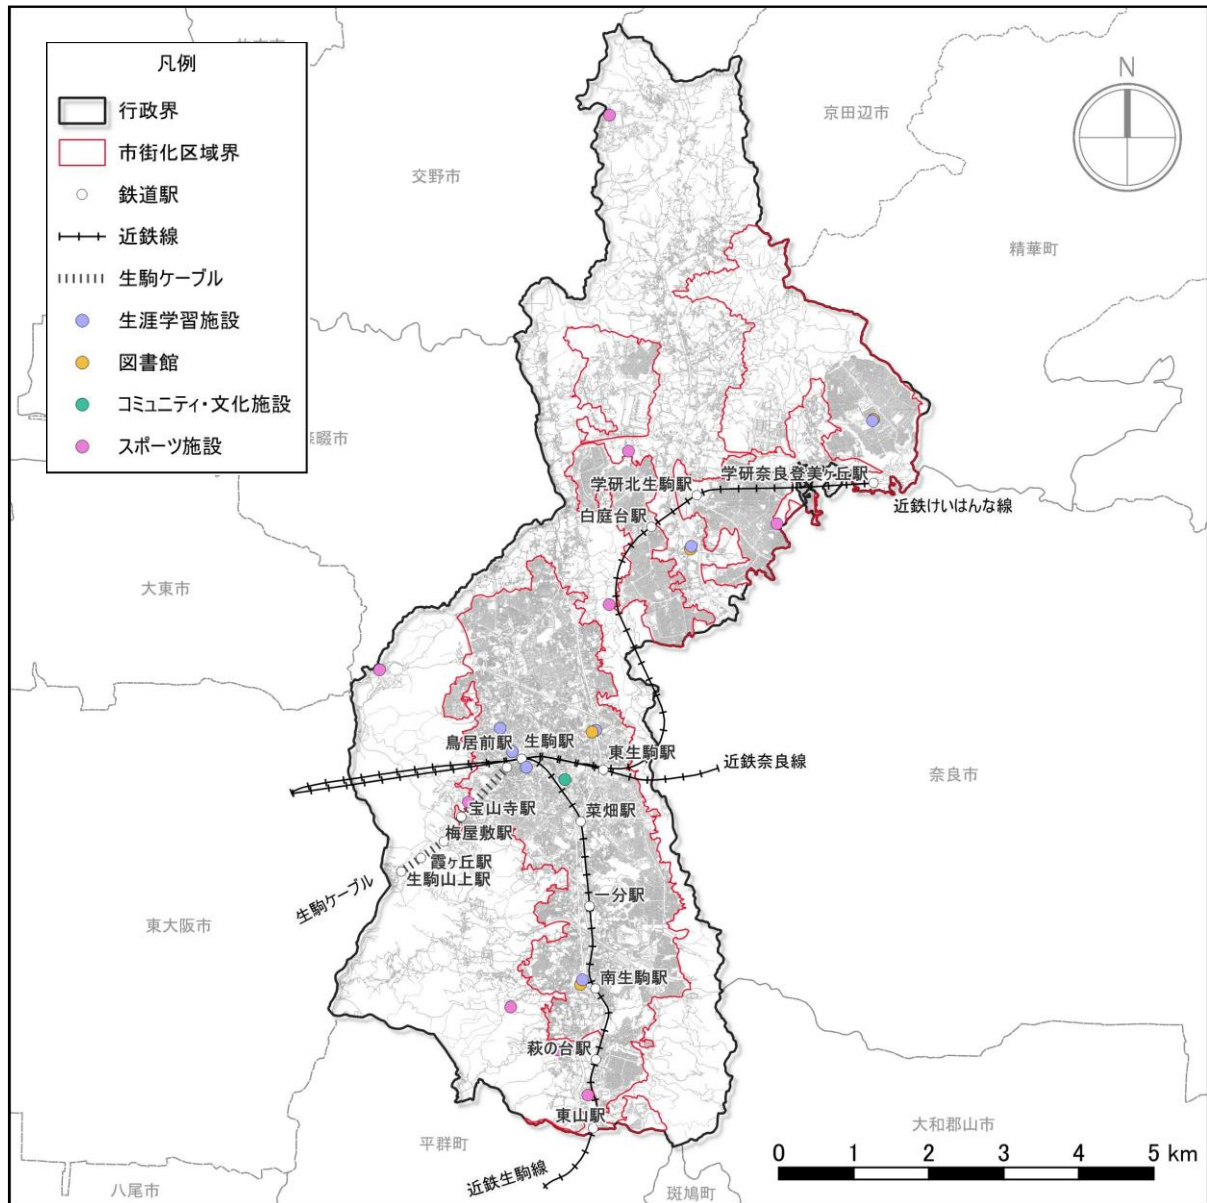 凡例
行政界
市街化区域界
鉄道駅
近鉄線
生駒ケーブル
生涯学習施設
図書館
コミュニティ・文化施設
スポーツ施設
N
京田辺市
交野市
精華町
畷市
学研奈良登美ヶ丘駅
学研北生駒駅
近鉄けいはんな線
白庭台駅
大東市
鳥居前駅
生駒駅
東生駒駅
近鉄奈良線
奈良市
宝山寺駅
菜畑駅
梅屋敷駅
霞ヶ丘駅
生駒山上駅
生駒ケーブル
一分駅
東大阪市
南生駒駅
萩の台駅
東山駅
平群町
大和郡山市
近鉄生駒線
八尾市
斑鳩町
0 1 2 3 4 5 km